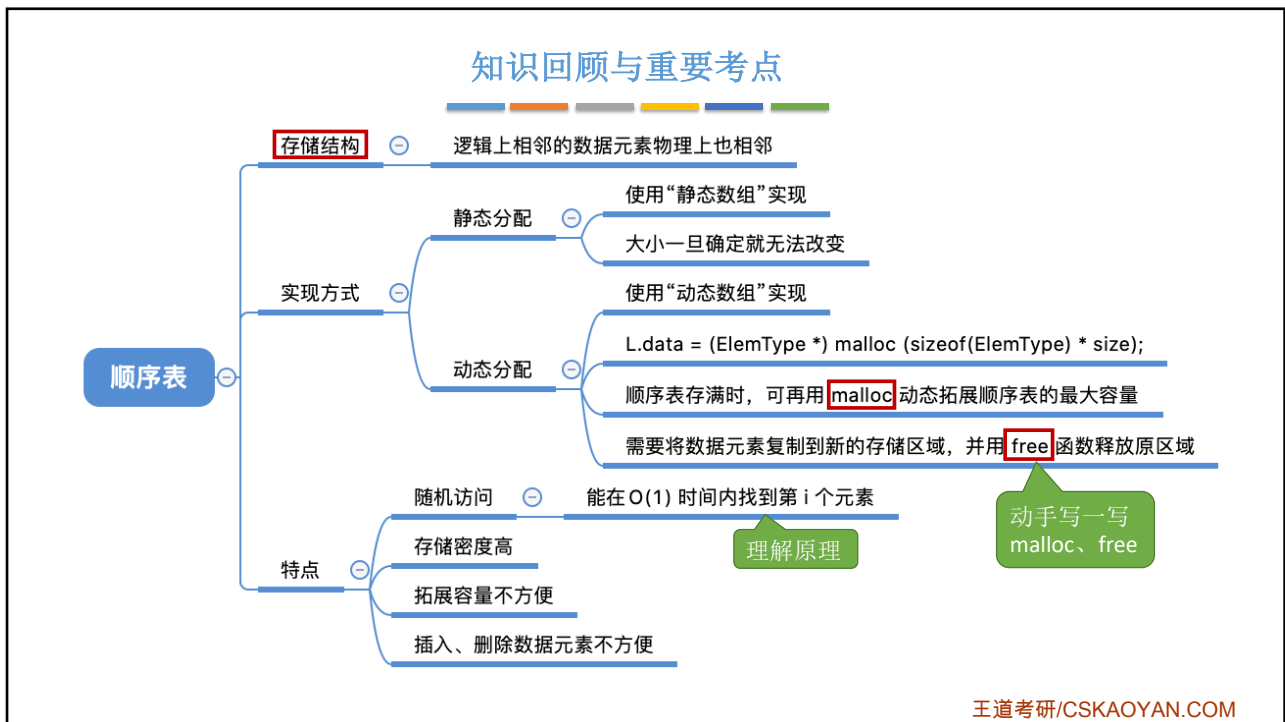 知识回顾与重要考点
顺序表
存储结构
逻辑上相邻的数据元素物理上也相邻
实现方式
静态分配
使用“静态数组”实现
大小一旦确定就无法改变
动态分配
使用“动态数组”实现
L.data = (ElemType *) malloc (sizeof(ElemType) * size);
顺序表存满时，可再用 malloc 动态拓展顺序表的最大容量
需要将数据元素复制到新的存储区域，并用 free 函数释放原区域
动手写一写
malloc、free
特点
随机访问
能在O(1) 时间内找到第 i 个元素
理解原理
存储密度高
拓展容量不方便
插入、删除数据元素不方便
王道考研/CSKAOYAN.COM